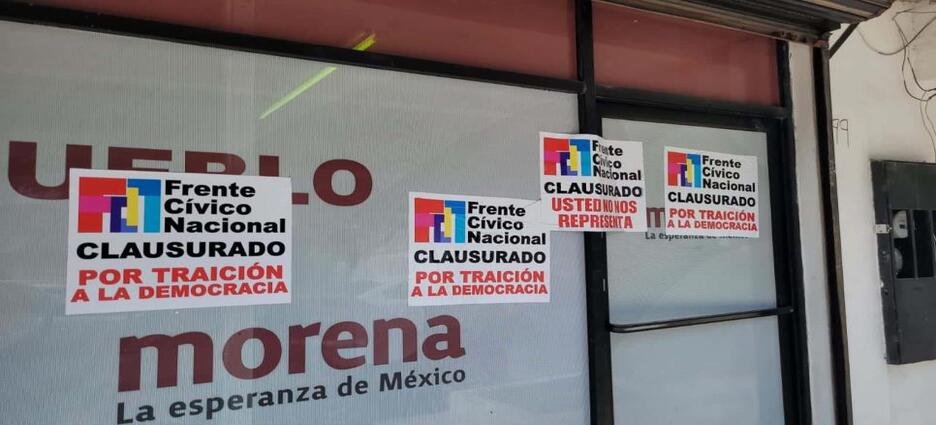 UEBLO
Frente
Cívico
Nacional
CLAUSURADO
POR TRAICIÓN
A LA DEMOCRACIA
Frente
Cívico
Nacional
CLAUSURADO
POR TRAICIÓN
A LA DEMOCRACIA
Frente
Cívico
Nacional
CLAUSURADO
USTED NO NOS
REPRESENTA
Frente
Cívico
Nacional
CLAUSURADO
POR TRAICIÓN
A LA DEMOCRACIA
morena
La esperanza de México
La esperanza de México
99